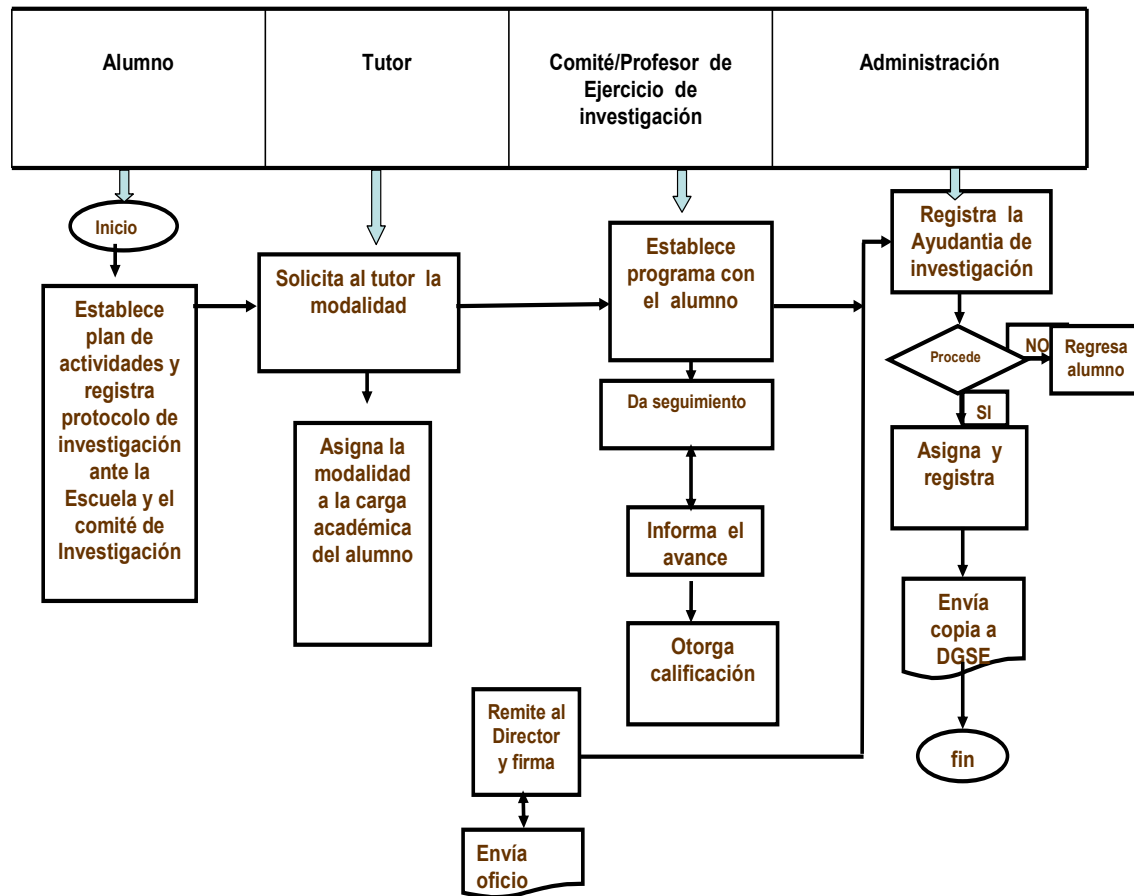 Alumno
Tutor
Comité/Profesor de
Ejercicio de
investigación
Administración
Inicio
Establece
plan de
actividades y
registra
protocolo de
investigación
ante la
Escuela y el
comité de
Investigación
Solicita al tutor la
modalidad
Asigna la
modalidad
a la carga
académica
del alumno
Establece
programa con
el alumno
Da seguimiento
Informa el
avance
Otorga
calificación
Remite al
Director
y firma
Envía
oficio
Registra la
Ayudantia de
investigación
Procede
NO
Regresa
alumno
SI
Asigna y
registra
Envía
copia a
DGSE
fin